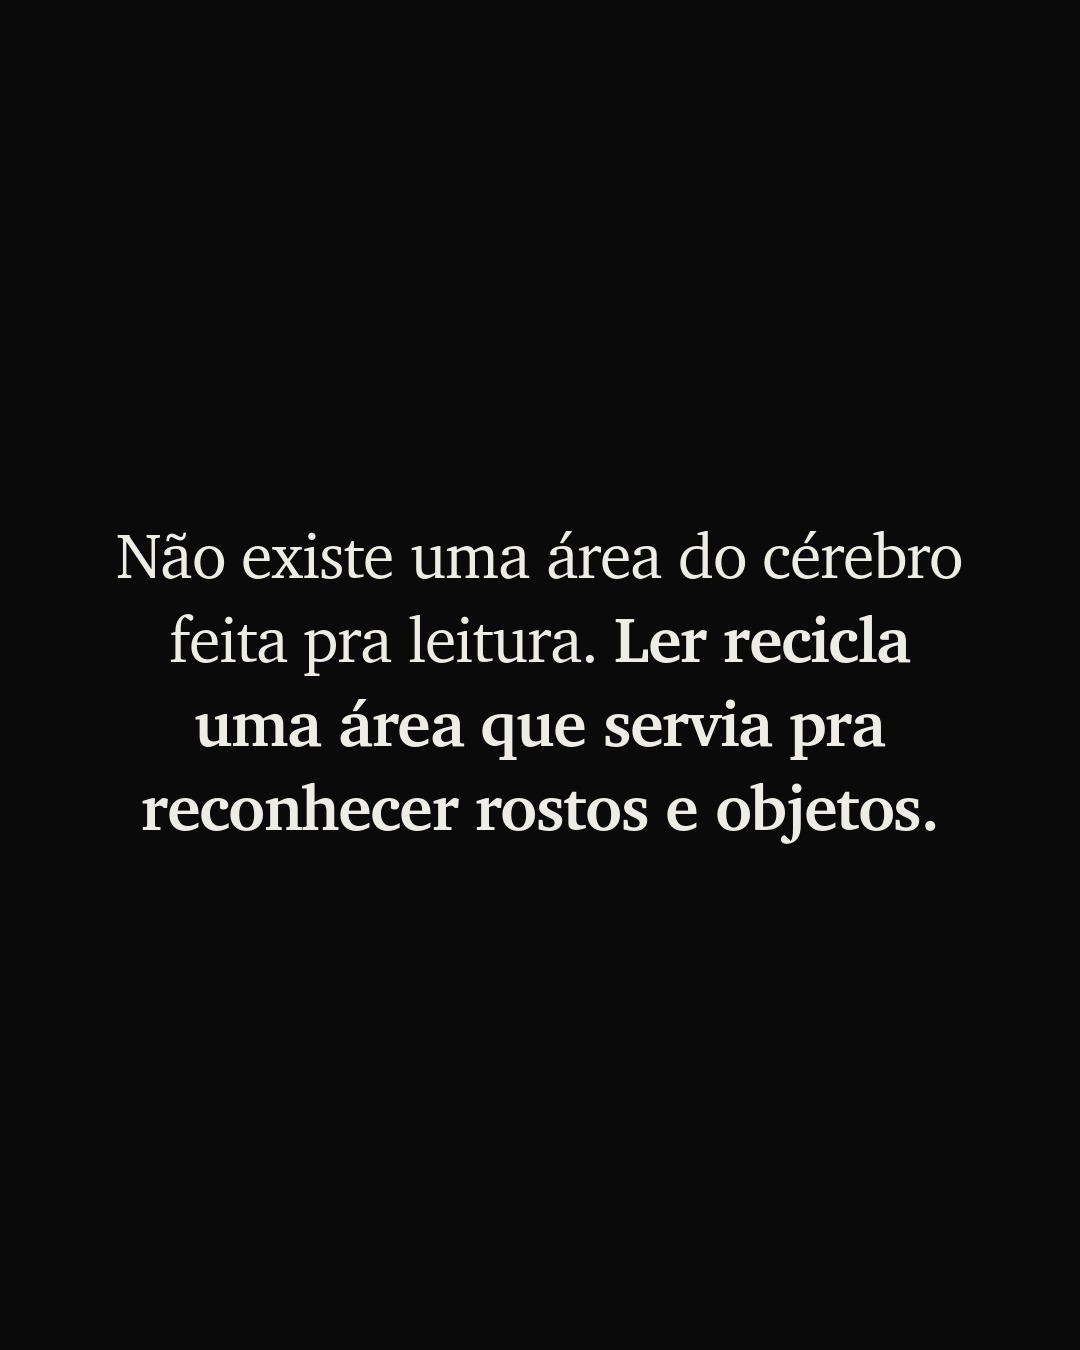 Não existe uma área do cérebro
feita pra leitura. Ler recicla
uma área que servia pra
reconhecer rostos e objetos.